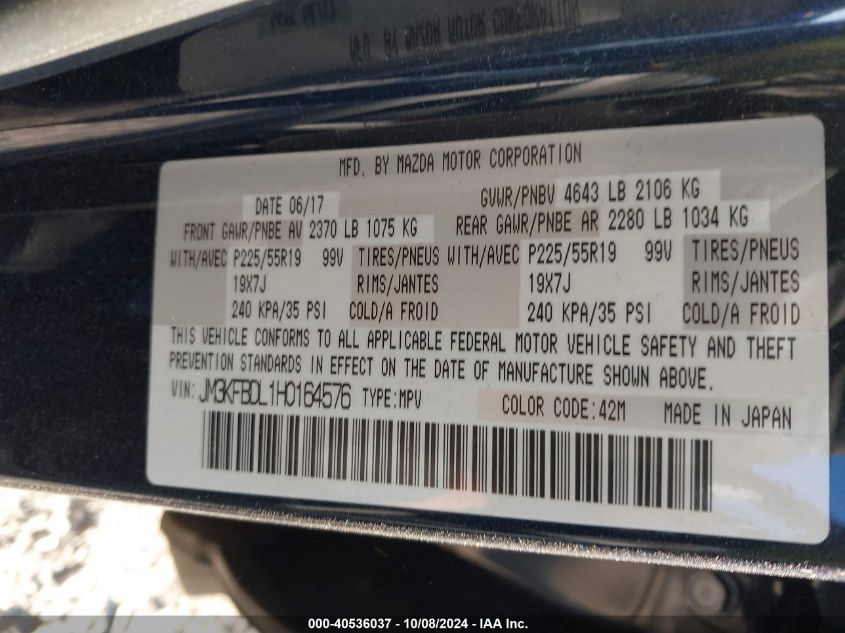 MFD. BY MAZDA MOTOR CORPORATION
DATE 06/17 GVWR/PNBV 4643 LB 2106 KG
FRONT GAWR/PNBE AV 2370 LB 1075 KG REAR GAWR/PNBE AR 2280 LB 1034 KG
WITH/AVEC P225/55R19 99V TIRES/PNEUS WITH/AVEC P225/55R19 99V TIRES/PNEUS
19X7J RIMS/JANTES 19X7J RIMS/JANTES
240 KPA/35 PSI COLD/A FROID 240 KPA/35 PSI COLD/A FROID
THIS VEHICLE CONFORMS TO ALL APPLICABLE FEDERAL MOTOR VEHICLE SAFETY AND THEFT
PREVENTION STANDARDS IN EFFECT ON THE DATE OF MANUFACTURE SHOWN ABOVE.
VIN: JM3KFBDL1H0164576 TYPE:MPV COLOR CODE:42M MADE IN JAPAN
000-40536037 - 10/08/2024 - IAA Inc.